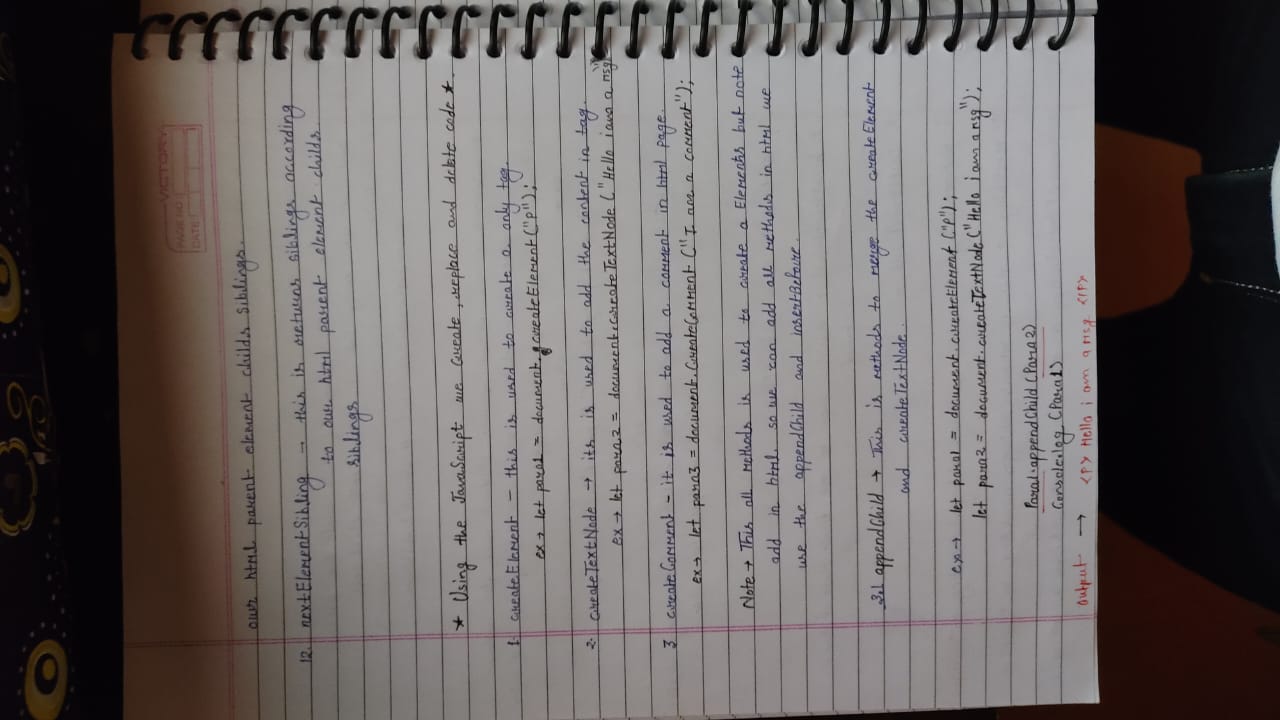 VICTORY
PAGE NO
DATE
our html parent element childs siblings.
12. nextElementSibling → this is returns siblings according
to our html parent element childs.
siblings
* Using the JavaScript we create, replace and delete code *.
1. createElement - this is used to create a only tag.
ex → let para1 = document.createElement("p");
2. createTextNode → its is used to add the content in tag.
ex → let para2 = document.createTextNode("Hello i am a msg")
3 createComment - it is used to add a comment in html page.
ex → let para3 = document.createComment("I am a comment");
Note → This all methods is used to create a Elements but note
add in html. so we can add all methods in html we
use the appendChild and insertBefoure.
appendChild → This is methods to merge the createElement
and createTextNode.
ex → let para1 = document.createElement("p");
let para2 = document.createTextNode("Hello i am a msg");
Para1.appendChild(Para2)
Console.log(Para1)
output → <P> Hello i am a msg <1P>